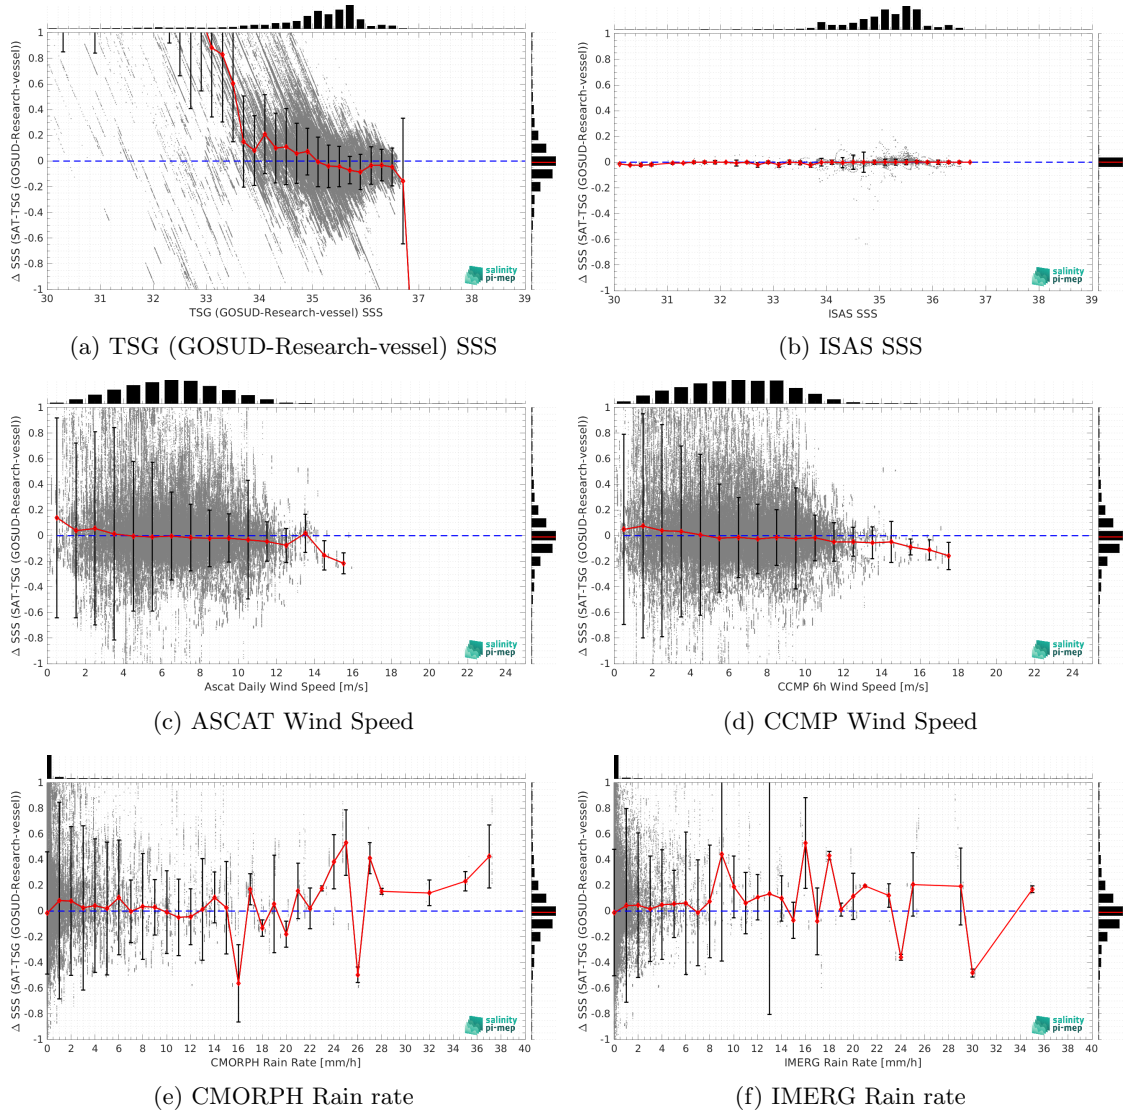 1
0.8
0.6
0.4
0.2
0
-0.2
-0.4
-0.6
-0.8
-1
Δ SSS (SAT-TSG (GOSUD-Research-vessel))
30 31 32 33 34 35 36 37 38 39
TSG (GOSUD-Research-vessel) SSS
salinity
pi-mep
(a) TSG (GOSUD-Research-vessel) SSS
1
0.8
0.6
0.4
0.2
0
-0.2
-0.4
-0.6
-0.8
-1
Δ SSS (SAT-TSG (GOSUD-Research-vessel))
30 31 32 33 34 35 36 37 38 39
ISAS SSS
salinity
pi-mep
(b) ISAS SSS
1
0.8
0.6
0.4
0.2
0
-0.2
-0.4
-0.6
-0.8
-1
Δ SSS (SAT-TSG (GOSUD-Research-vessel))
0 2 4 6 8 10 12 14 16 18 20 22 24
Ascat Daily Wind Speed [m/s]
salinity
pi-mep
(c) ASCAT Wind Speed
1
0.8
0.6
0.4
0.2
0
-0.2
-0.4
-0.6
-0.8
-1
Δ SSS (SAT-TSG (GOSUD-Research-vessel))
0 2 4 6 8 10 12 14 16 18 20 22 24
CCMP 6h Wind Speed [m/s]
salinity
pi-mep
(d) CCMP Wind Speed
1
0.8
0.6
0.4
0.2
0
-0.2
-0.4
-0.6
-0.8
-1
Δ SSS (SAT-TSG (GOSUD-Research-vessel))
0 2 4 6 8 10 12 14 16 18 20 22 24 26 28 30 32 34 36 38 40
CMORPH Rain Rate [mm/h]
salinity
pi-mep
(e) CMORPH Rain rate
1
0.8
0.6
0.4
0.2
0
-0.2
-0.4
-0.6
-0.8
-1
Δ SSS (SAT-TSG (GOSUD-Research-vessel))
0 2 4 6 8 10 12 14 16 18 20 22 24 26 28 30 32 34 36 38 40
IMERG Rain Rate [mm/h]
salinity
pi-mep
(f) IMERG Rain rate